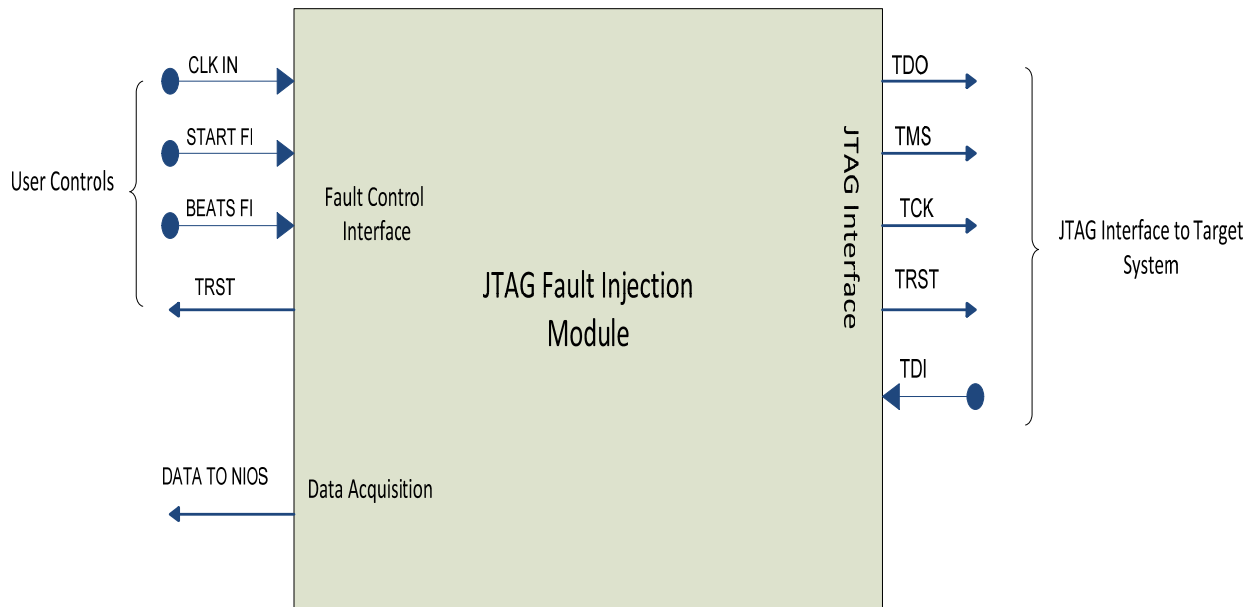 CLK IN
START FI
BEATS FI
TRST
User Controls
Fault Control
Interface
JTAG Fault Injection
Module
DATA TO NIOS
Data Acquisition
JTAG Interface
TDO
TMS
TCK
TRST
TDI
JTAG Interface to Target
System